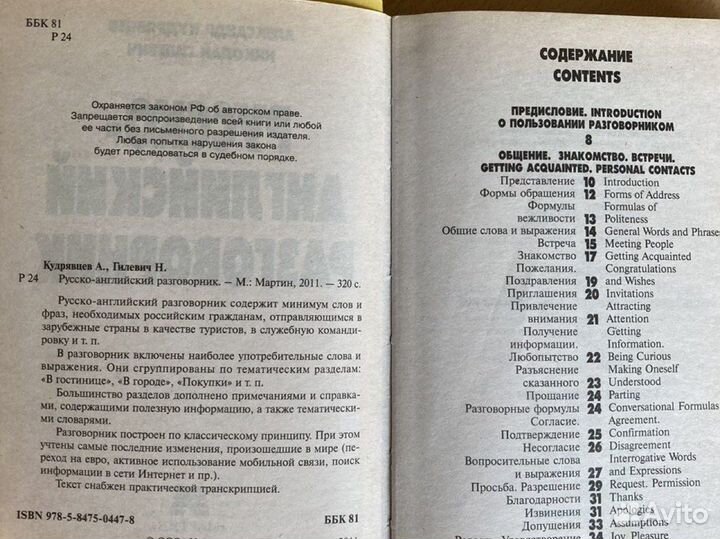 ББК 81
Р 24
Охраняется законом РФ об авторском праве.
Запрещается воспроизведение всей книги или любой
ее части без письменного разрешения издателя.
Любая попытка нарушения закона
будет преследоваться в судебном порядке.
Кудрявцев А., Гилевич Н.
Р 24 Русско-английский разговорник. – М.: Мартин, 2011. – 320 с.
Русско-английский разговорник содержит минимум слов и
фраз, необходимых российским гражданам, отправляющимся в
зарубежные страны в качестве туристов, в служебную команди-
ровку и т. п.
В разговорник включены наиболее употребительные слова и
выражения. Они сгруппированы по тематическим разделам:
«В гостинице», «В городе», «Покупки» и т. п.
Большинство разделов дополнено примечаниями и справка-
ми, содержащими полезную информацию, а также тематичес-
кими словарями.
Разговорник построен по классическому принципу. При этом
учтены самые последние изменения, произошедшие в мире (пе-
реход на евро, активное использование мобильной связи, поиск
информации в сети Интернет и пр.).
Текст снабжен практической транскрипцией.
ББК 81
ISBN 978-5-8475-0447-8
СОДЕРЖАНИЕ
CONTENTS
ПРЕДИСЛОВИЕ. INTRODUCTION
О ПОЛЬЗОВАНИИ РАЗГОВОРНИКОМ
8
ОБЩЕНИЕ. ЗНАКОМСТВО. ВСТРЕЧИ.
GETTING ACQUAINTED. PERSONAL CONTACTS
Представление 10 Introduction
Формы обращения 12 Forms of Address
Формулы Formulas of
вежливости 13 Politeness
Общие слова и выражения 14 General Words and Phrases
Встреча 15 Meeting People
Знакомство 17 Getting Acquainted
Пожелания. Congratulations
Поздравления 19 and Wishes
Приглашения 20 Invitations
Привлечение Attracting
внимания 21 Attention
Получение Getting
информации. Information.
Любопытство 22 Being Curious
Разъяснение Making Oneself
сказанного 23 Understood
Прощание 24 Parting
Разговорные формулы 24 Conversational Formulas
Согласие. Agreement.
Подтверждение 25 Confirmation
Несогласие 26 Disagreement
Вопросительные слова Interrogative Words
и выражения 27 and Expressions
Просьба. Разрешение 29 Request. Permission
Благодарности 31 Thanks
Извинения 31 Apologies
Допущения 33 Assumptions
34 Joy. Pleasure
Avito